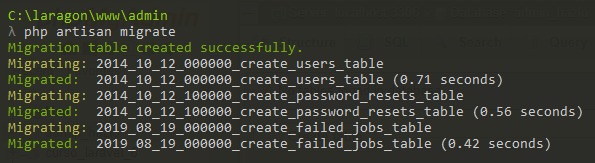 C:\laragon\www\admin
λ php artisan migrate
Migration table created successfully.
Migrating: 2014_10_12_000000_create_users_table
Migrated:  2014_10_12_000000_create_users_table (0.71 seconds)
Migrating: 2014_10_12_100000_create_password_resets_table
Migrated:  2014_10_12_100000_create_password_resets_table (0.56 seconds)
Migrating: 2019_08_19_000000_create_failed_jobs_table
Migrated:  2019_08_19_000000_create_failed_jobs_table (0.42 seconds)